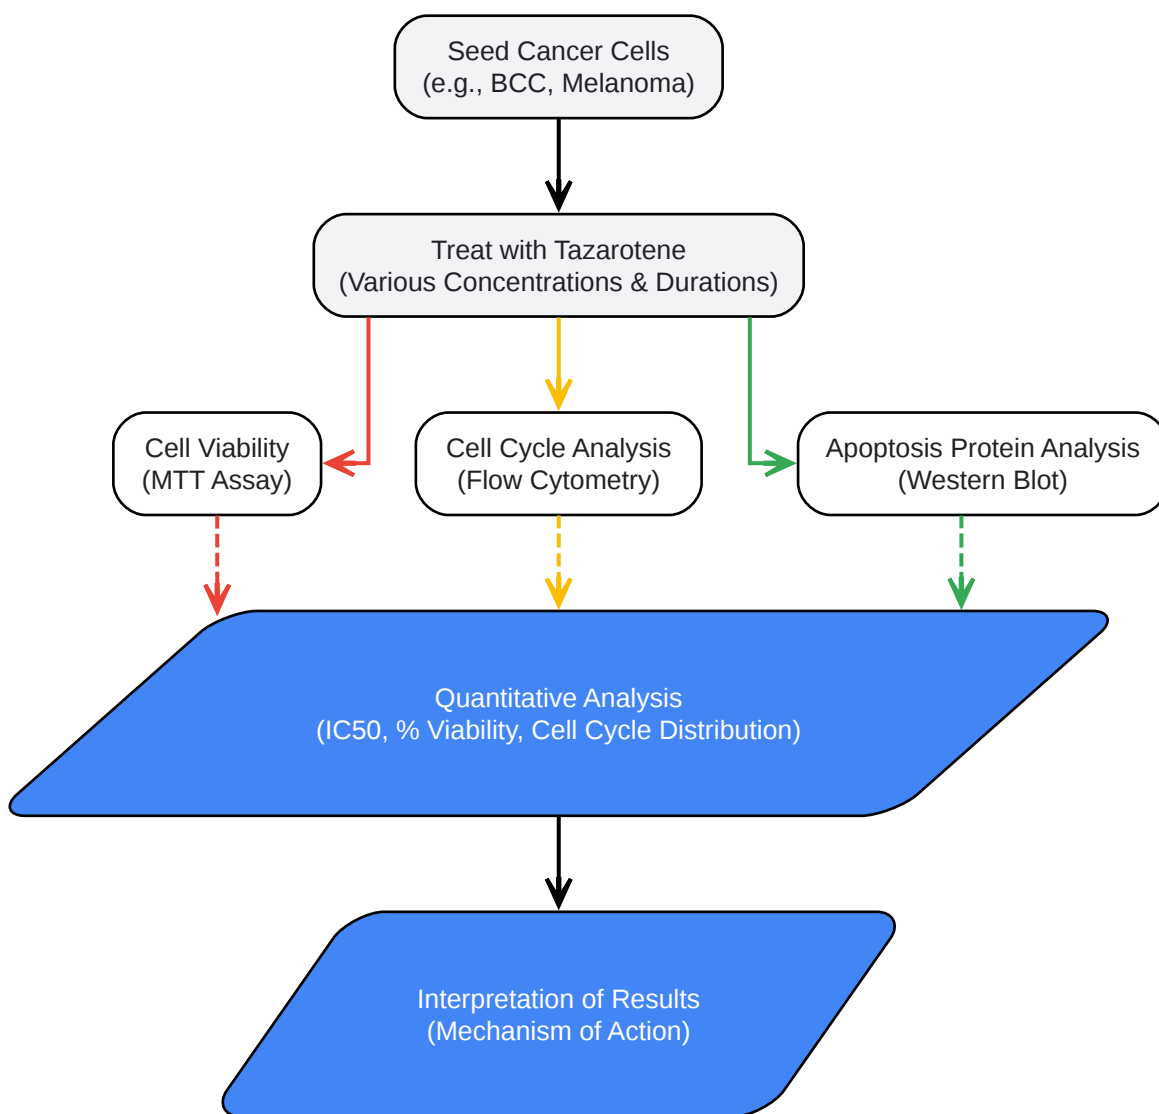 Seed Cancer Cells
(e.g., BCC, Melanoma)
Treat with Tazarotene
(Various Concentrations & Durations)
Cell Viability
(MTT Assay)
Cell Cycle Analysis
(Flow Cytometry)
Apoptosis Protein Analysis
(Western Blot)
Quantitative Analysis
(IC50, % Viability, Cell Cycle Distribution)
Interpretation of Results
(Mechanism of Action)